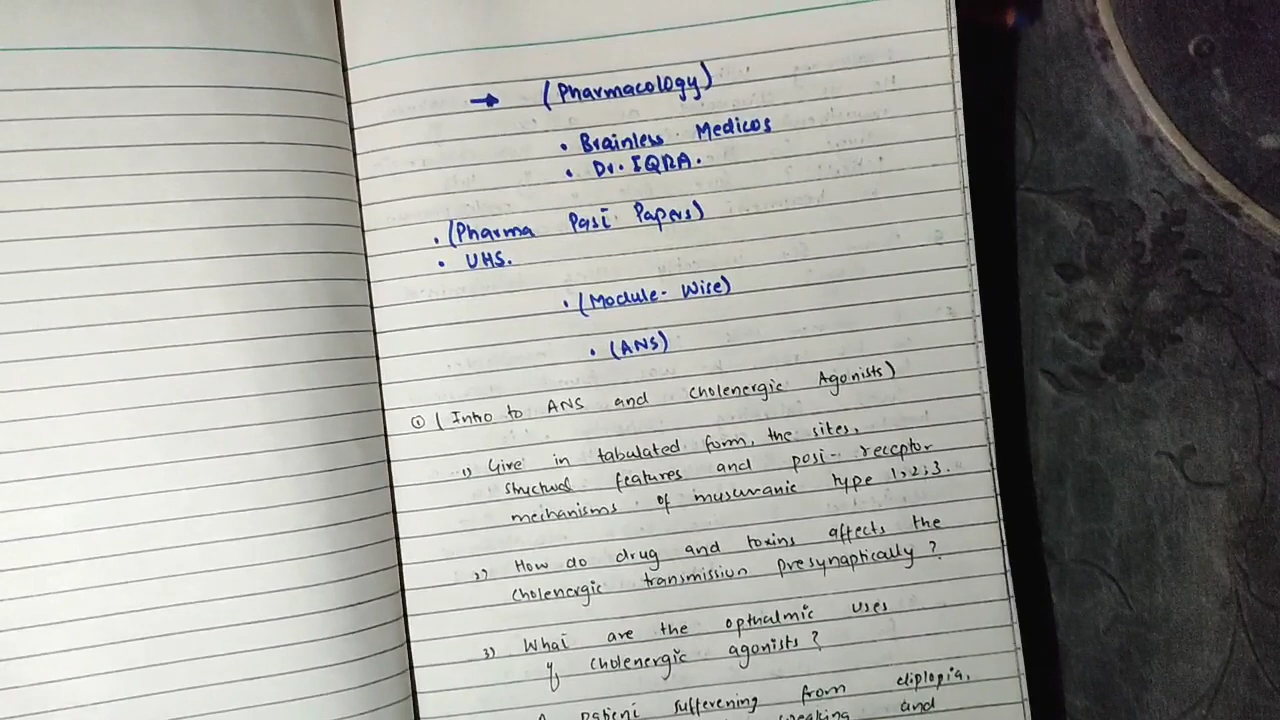 → (Pharmacology)
• Brainless Medicos
• Dr. IQRA.
• (Pharma Past Papers)
• UHS.
• (Module-Wise)
• (ANS)
① (Intro to ANS and cholenergic Agonists)
1) Give in tabulated form, the sites,
structural features and post-receptor
mechanisms of muscuranic type 1,2,3.
2) How do drug and toxins affects the
cholenergic transmission presynaptically?
3) What are the opthalmic uses
of cholenergic agonists?
A patient sufferening from diplopia,
speaking and